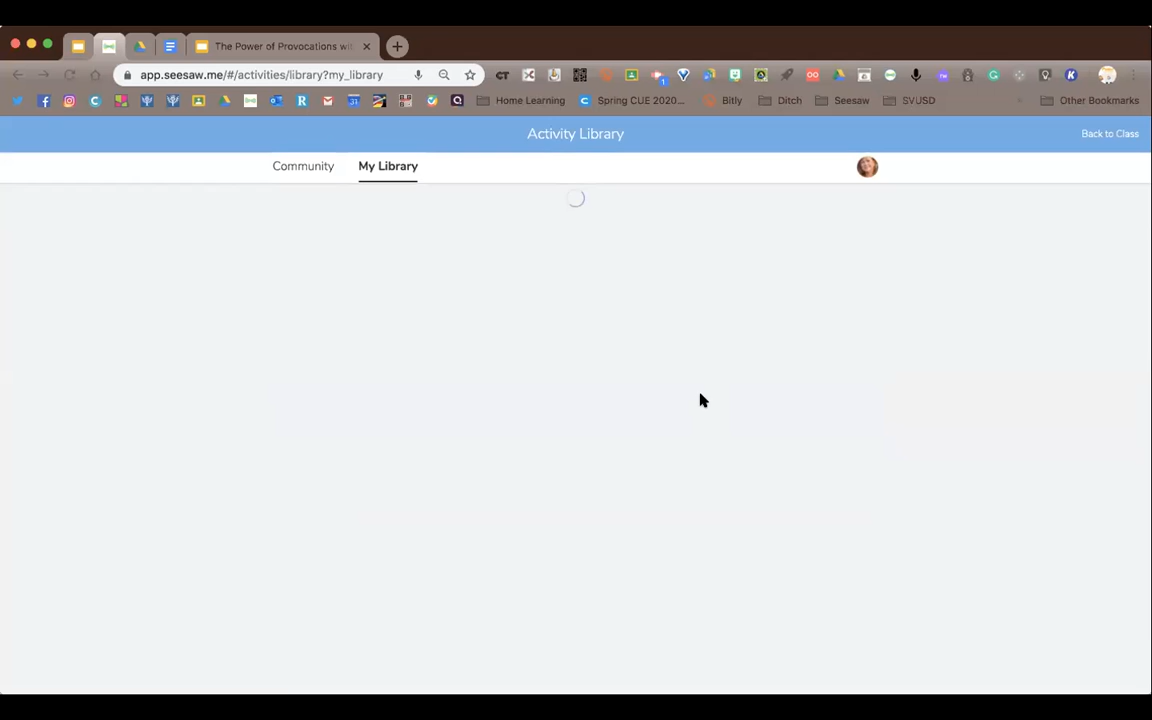 The Power of Provocations wit
app.seesaw.me/#/activities/library?my_library
Home Learning
Spring CUE 2020...
Bitly
Ditch
Seesaw
SVUSD
Other Bookmarks
Activity Library
Back to Class
Community
My Library